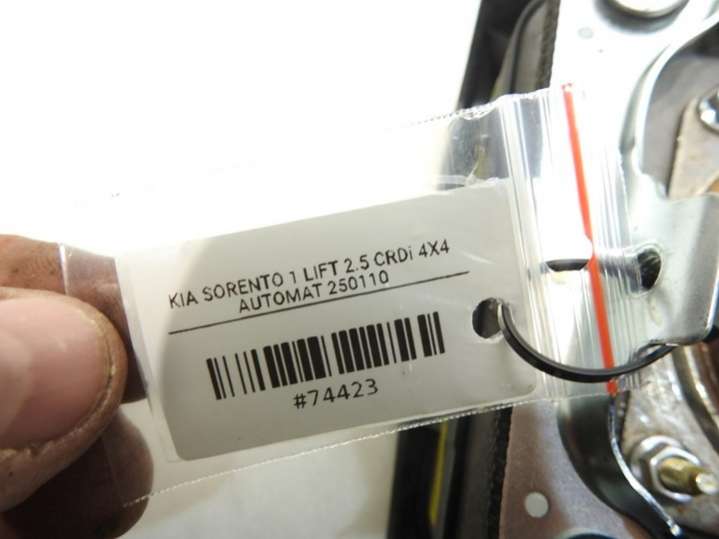 KIA SORENTO 1 LIFT 2.5 CRDi 4X4
AUTOMAT 250110
#74423